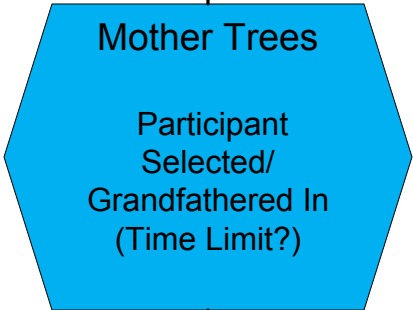 Mother Trees
Participant
Selected/
Grandfathered In
(Time Limit?)